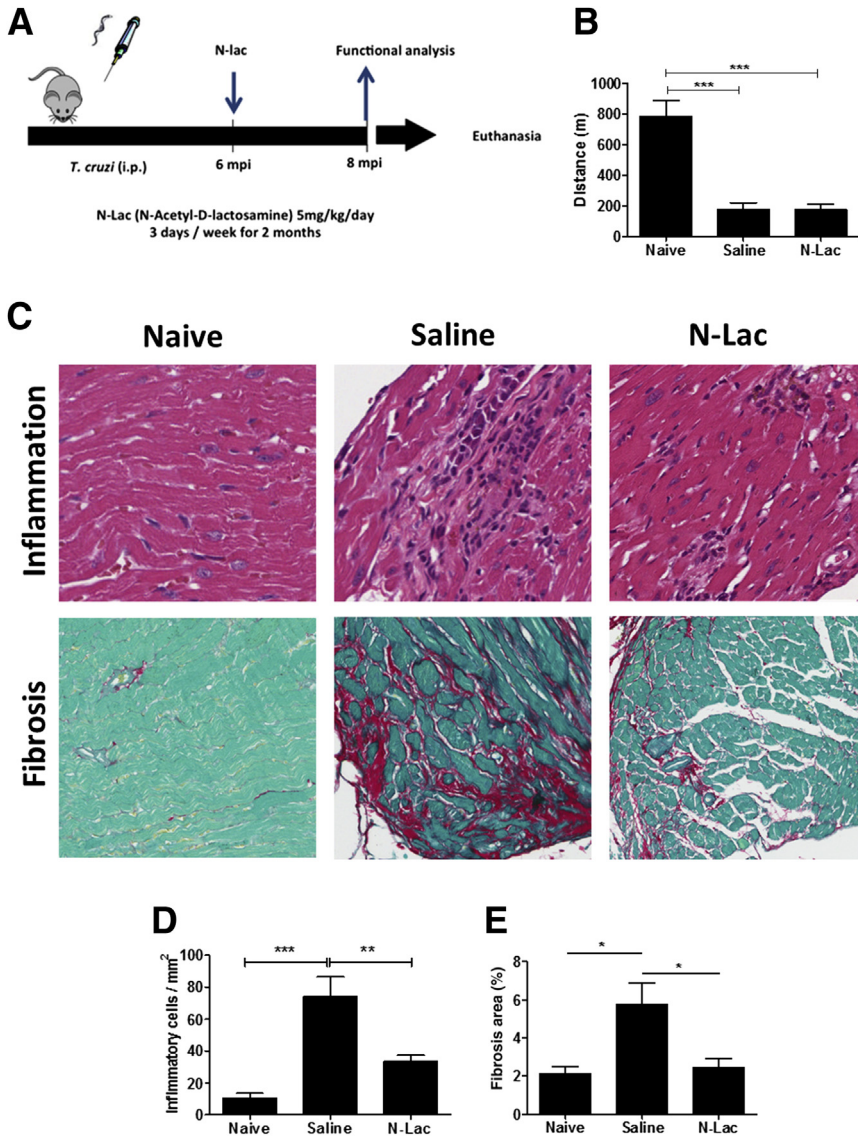 A
N-lac
Functional analysis
Euthanasia
T. cruzi (i.p.)
6 mpi
8 mpi
N-Lac (N-Acetyl-D-lactosamine) 5mg/kg/day
3 days / week for 2 months
B
***
***
Distance (m)
1000
800
600
400
200
0
Naive
Saline
N-Lac
C
Naive
Saline
N-Lac
Inflammation
Fibrosis
D
***
**
Inflmmatory cells / mm²
100
80
60
40
20
0
Naive
Saline
N-Lac
E
*
*
Fibrosis area (%)
8
6
4
2
0
Naive
Saline
N-Lac